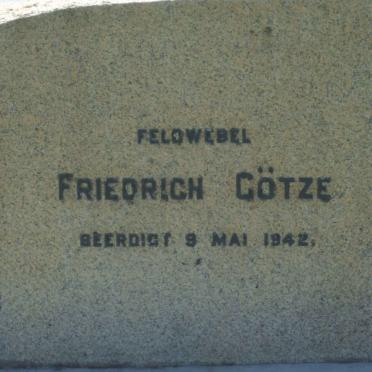 FELDWEBEL
FRIEDRICH GÖTZE
BEERDIGT 9 MAI 1942.